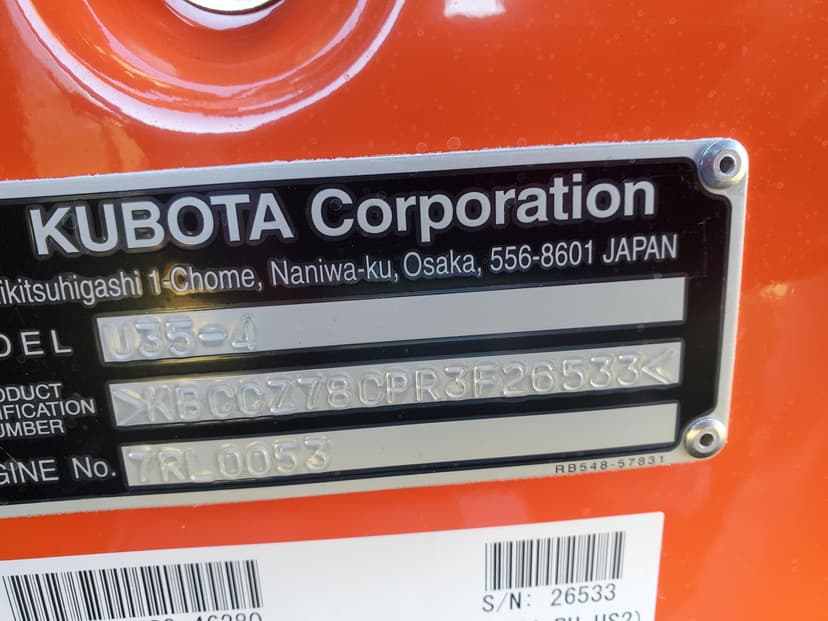 KUBOTA Corporation
ikitsuhigashi 1-Chome, Naniwa-ku, Osaka, 556-8601 JAPAN
DEL U35-4
ODUCT
TIFICATION
UMBER
>KBCCZ78CPR3F26533<
GINE No. 7RL0053
RB548-57831
S/N: 26533